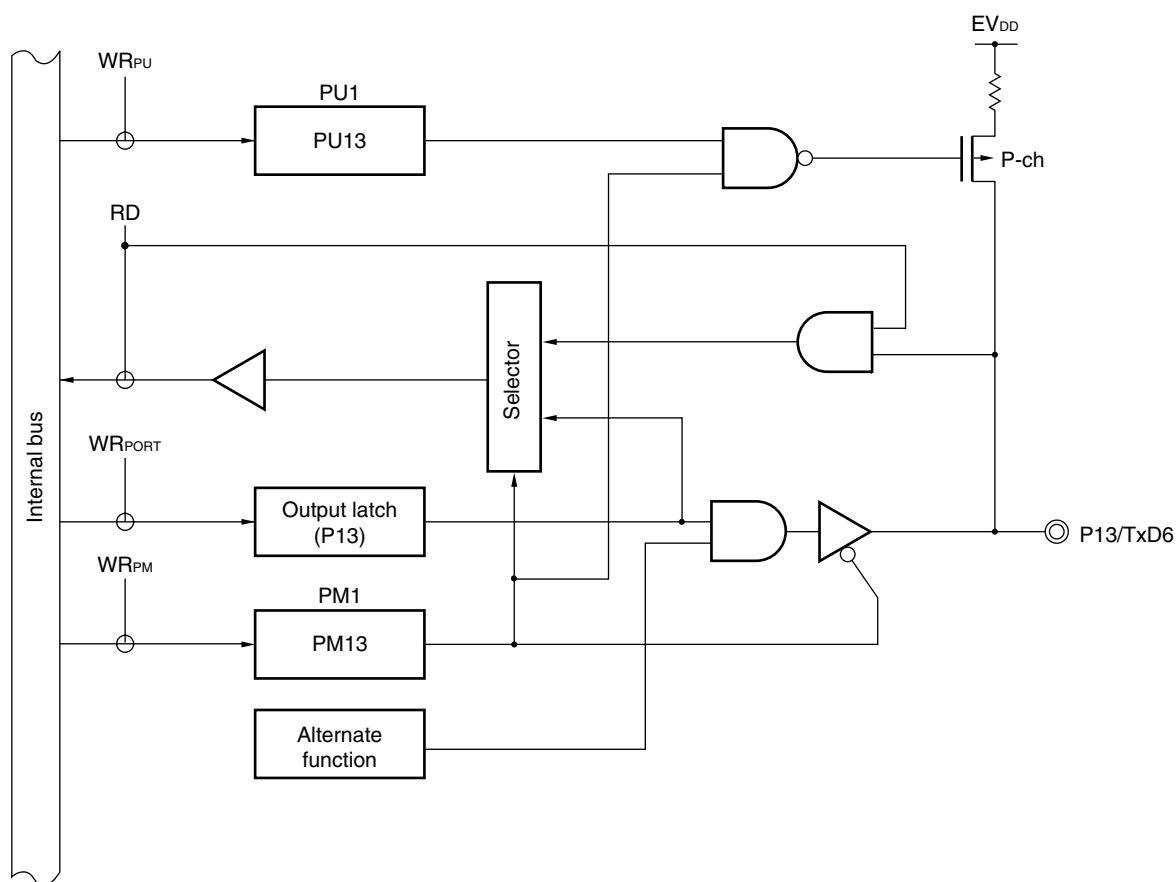 EVDD
WRPU
PU1
PU13
P-ch
RD
Selector
Internal bus
WRPORT
Output latch
(P13)
P13/TxD6
WRPM
PM1
PM13
Alternate
function